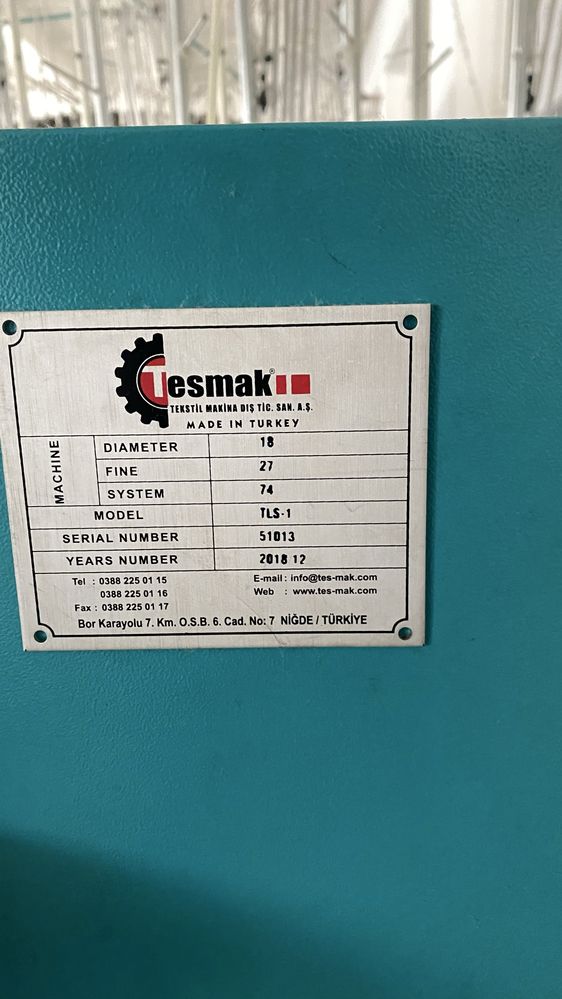 Tesmak®
TEKSTİL MAKİNA DIŞ TİC. SAN. A.Ş.
MADE IN TURKEY
MACHINE
DIAMETER 18
FINE 27
SYSTEM 74
MODEL TLS-1
SERIAL NUMBER 51013
YEARS NUMBER 2018 12
Tel : 0388 225 01 15
0388 225 01 16
Fax : 0388 225 01 17
E-mail : info@tes-mak.com
Web : www.tes-mak.com
Bor Karayolu 7. Km. O.S.B. 6. Cad. No: 7 NİĞDE / TÜRKİYE